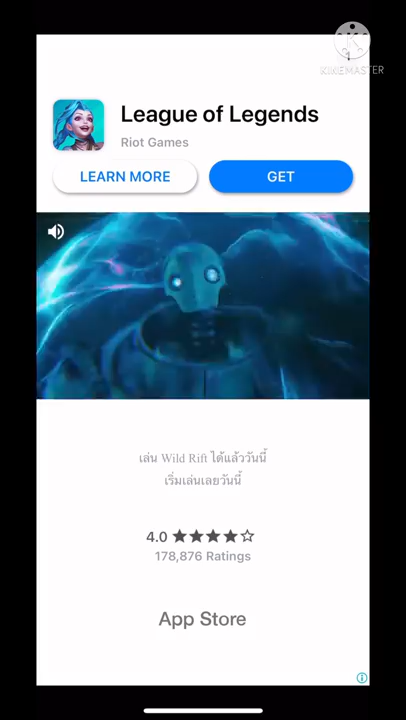 1
KINEMASTER
League of Legends
Riot Games
LEARN MORE
GET
เล่น Wild Rift ได้แล้ววันนี้
เริ่มเล่นเลยวันนี้
4.0
178,876 Ratings
App Store